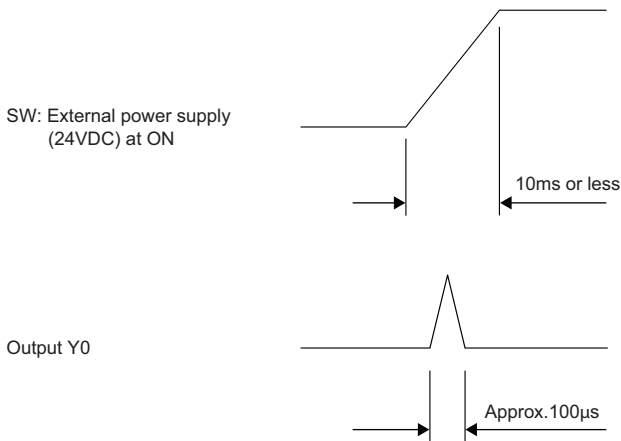 SW: External power supply
(24VDC) at ON
10ms or less
Output Y0
Approx.100μs